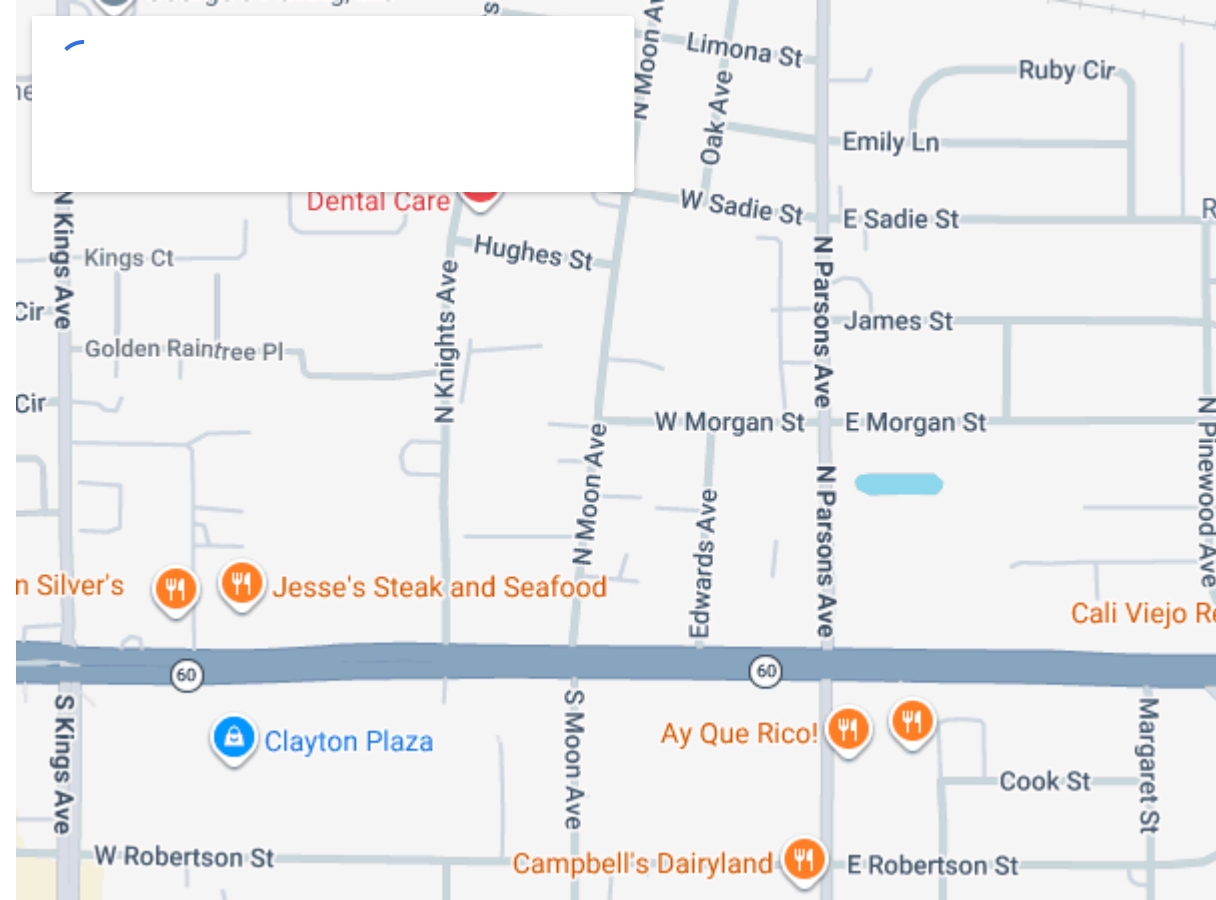 Limona St
N Moon Av
Ruby Cir
Oak Ave
Emily Ln
Dental Care
W Sadie St
E Sadie St
N Kings Ave
Hughes St
Kings Ct
N Parsons Ave
Cir
N Knights Ave
James St
Golden Raintree Pl
Cir
W Morgan St
E Morgan St
N Moon Ave
N Parsons Ave
N Pinewood Ave
Edwards Ave
n Silver's
Jesse's Steak and Seafood
Cali Viejo Re
60
60
S Kings Ave
S Moon Ave
Clayton Plaza
Ay Que Rico!
Margaret St
Cook St
W Robertson St
Campbell's Dairyland
E Robertson St